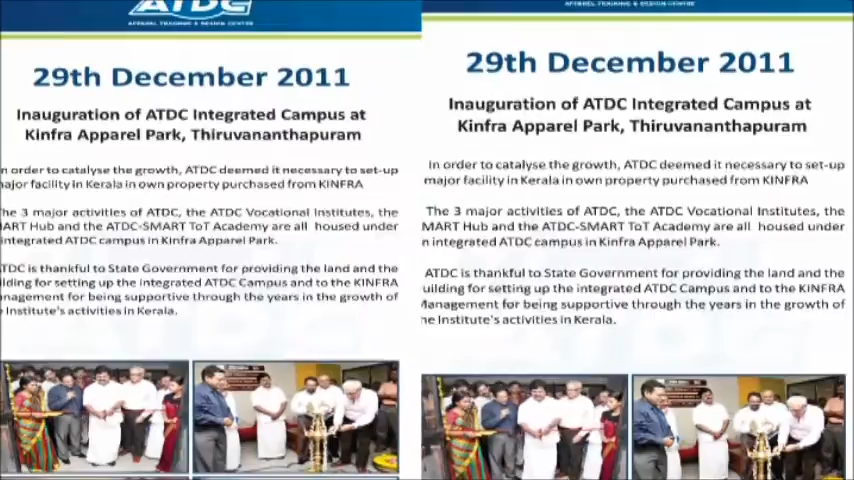 ATDC
APPAREL TRAINING & DESIGN CENTRE
29th December 2011
Inauguration of ATDC Integrated Campus at
Kinfra Apparel Park, Thiruvananthapuram
n order to catalyse the growth, ATDC deemed it necessary to set-up
major facility in Kerala in own property purchased from KINFRA
The 3 major activities of ATDC, the ATDC Vocational Institutes, the
MART Hub and the ATDC-SMART ToT Academy are all housed under
integrated ATDC campus in Kinfra Apparel Park.
ATDC is thankful to State Government for providing the land and the
ilding for setting up the integrated ATDC Campus and to the KINFRA
anagement for being supportive through the years in the growth of
e Institute's activities in Kerala.
APPAREL TRAINING & DESIGN CENTRE
29th December 2011
Inauguration of ATDC Integrated Campus at
Kinfra Apparel Park, Thiruvananthapuram
In order to catalyse the growth, ATDC deemed it necessary to set-up
major facility in Kerala in own property purchased from KINFRA
The 3 major activities of ATDC, the ATDC Vocational Institutes, the
MART Hub and the ATDC-SMART ToT Academy are all housed under
n integrated ATDC campus in Kinfra Apparel Park.
ATDC is thankful to State Government for providing the land and the
uilding for setting up the integrated ATDC Campus and to the KINFRA
Management for being supportive through the years in the growth of
he Institute's activities in Kerala.